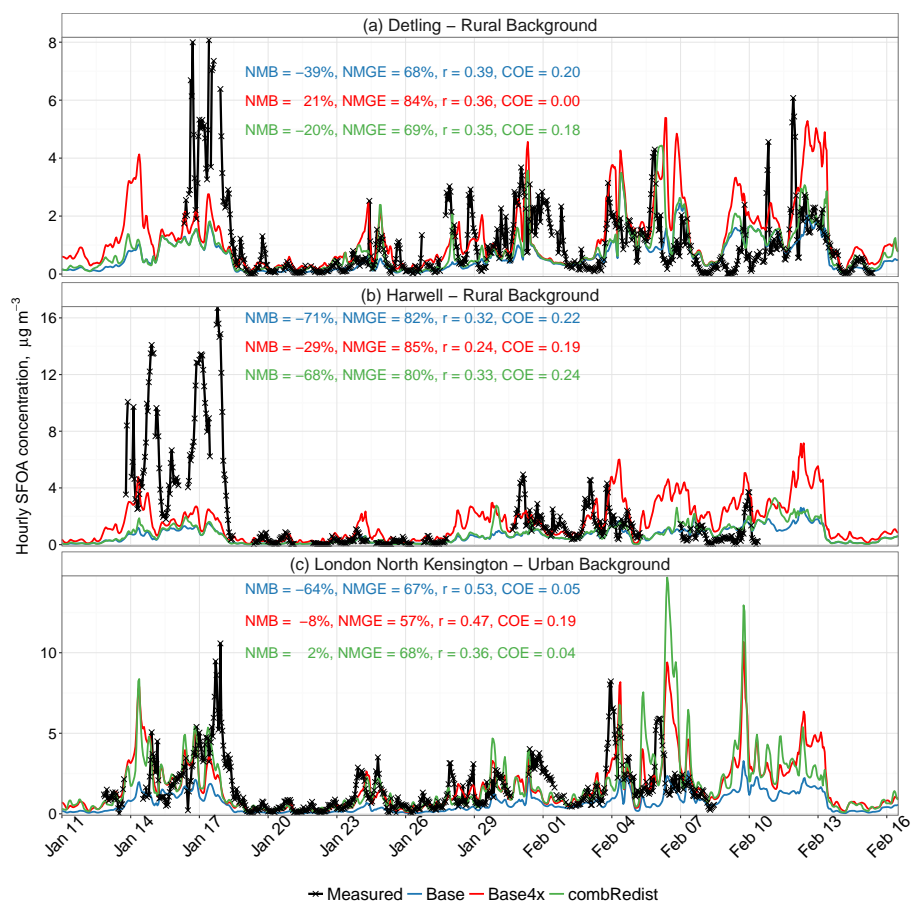 (a) Detling − Rural Background
NMB = −39%, NMGE = 68%, r = 0.39, COE = 0.20
NMB = 21%, NMGE = 84%, r = 0.36, COE = 0.00
NMB = −20%, NMGE = 69%, r = 0.35, COE = 0.18
8
6
4
2
0
(b) Harwell − Rural Background
NMB = −71%, NMGE = 82%, r = 0.32, COE = 0.22
NMB = −29%, NMGE = 85%, r = 0.24, COE = 0.19
NMB = −68%, NMGE = 80%, r = 0.33, COE = 0.24
16
12
8
4
0
Hourly SFOA concentration, μg m⁻³
(c) London North Kensington − Urban Background
NMB = −64%, NMGE = 67%, r = 0.53, COE = 0.05
NMB = −8%, NMGE = 57%, r = 0.47, COE = 0.19
NMB = 2%, NMGE = 68%, r = 0.36, COE = 0.04
10
5
0
Jan 11 Jan 14 Jan 17 Jan 20 Jan 23 Jan 26 Jan 29 Feb 01 Feb 04 Feb 07 Feb 10 Feb 13 Feb 16
Measured Base Base4x combRedist